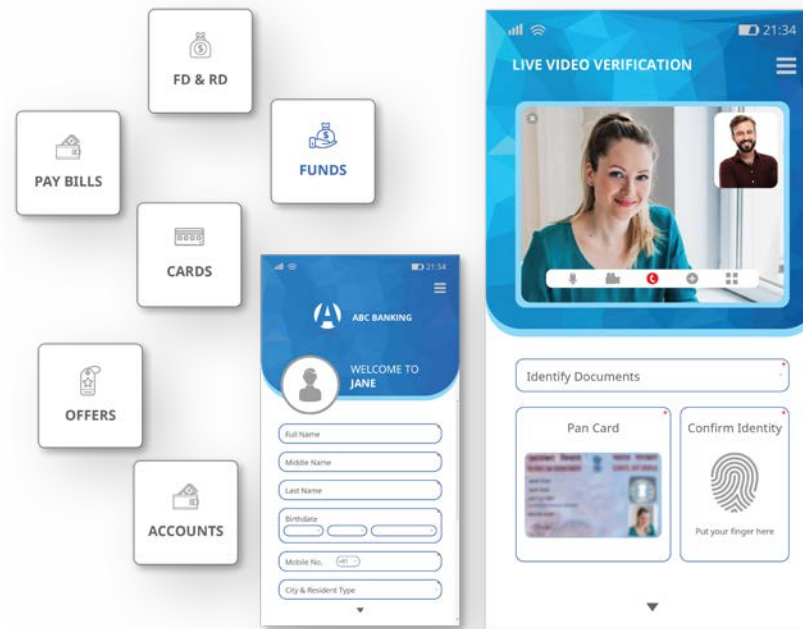 FD & RD
PAY BILLS
FUNDS
CARDS
OFFERS
ACCOUNTS
21:34
ABC BANKING
WELCOME TO
JANE
Full Name
Middle Name
Last Name
Birthdate
Mobile No. +91
City & Resident Type
21:34
LIVE VIDEO VERIFICATION
Identify Documents
Pan Card
Confirm Identity
Put your finger here